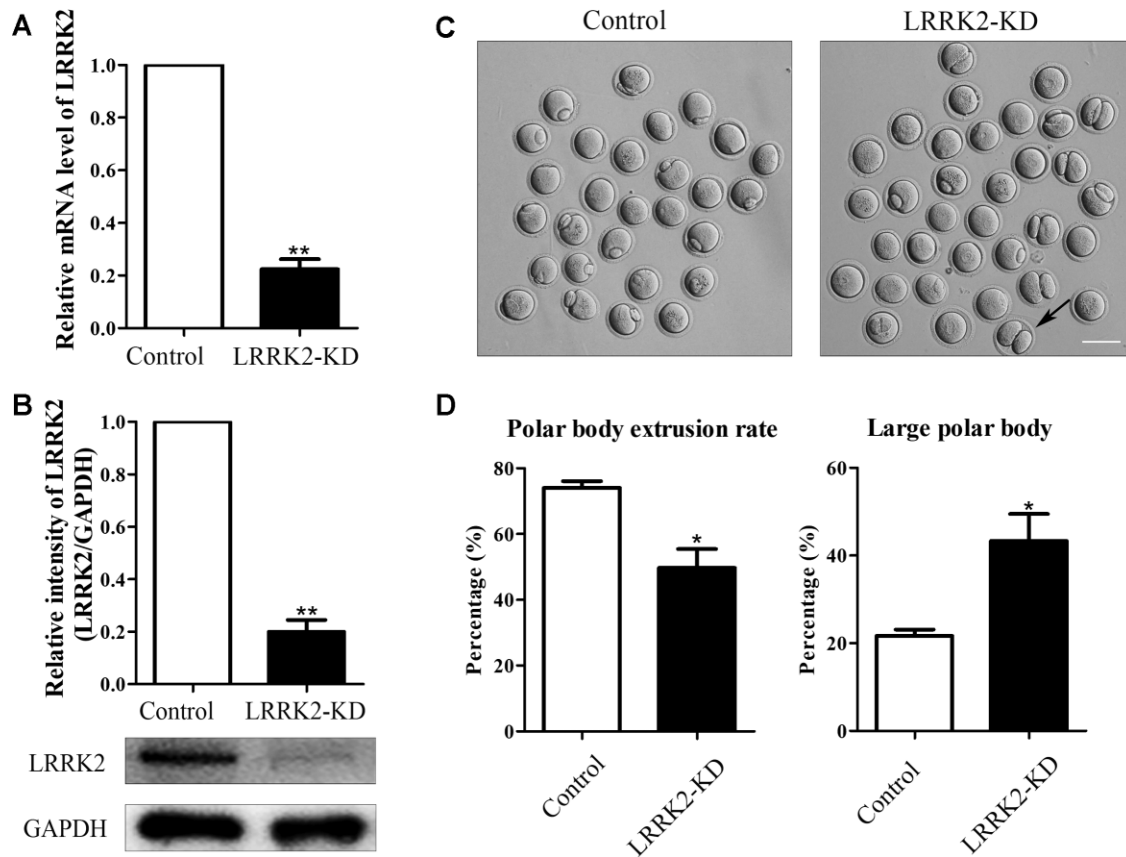 A
Relative mRNA level of LRRK2
1.0
0.8
0.6
0.4
0.2
0.0
**
Control
LRRK2-KD
B
Relative intensity of LRRK2
(LRRK2/GAPDH)
1.0
0.8
0.6
0.4
0.2
0.0
**
Control
LRRK2-KD
LRRK2
GAPDH
C
Control
LRRK2-KD
D
Polar body extrusion rate
Percentage (%)
80
60
40
20
0
*
Control
LRRK2-KD
Large polar body
Percentage (%)
60
40
20
0
*
Control
LRRK2-KD